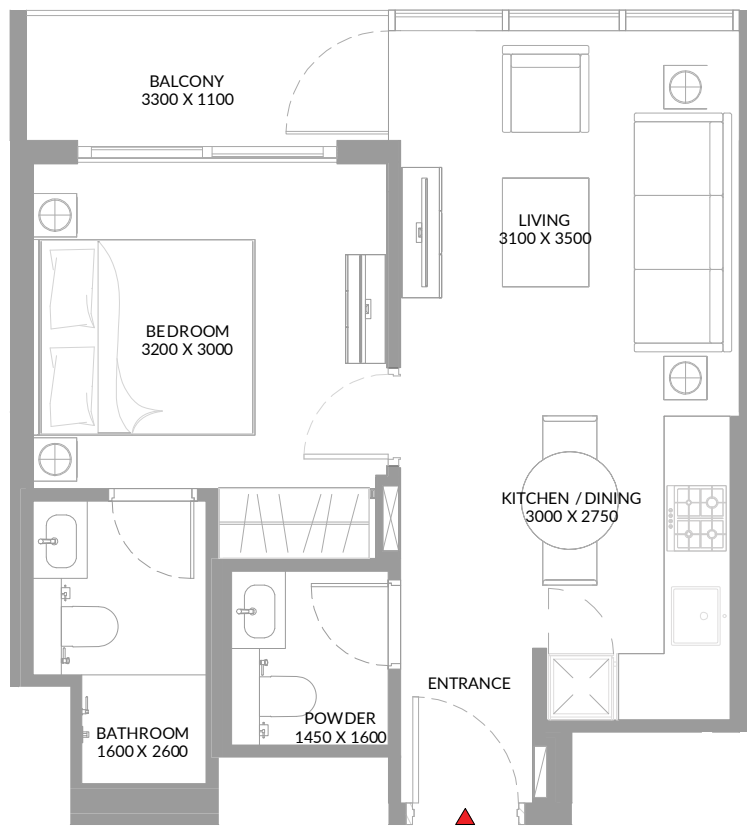 BALCONY
3300 X 1100
LIVING
3100 X 3500
BEDROOM
3200 X 3000
KITCHEN / DINING
3000 X 2750
ENTRANCE
POWDER
1450 X 1600
BATHROOM
1600 X 2600